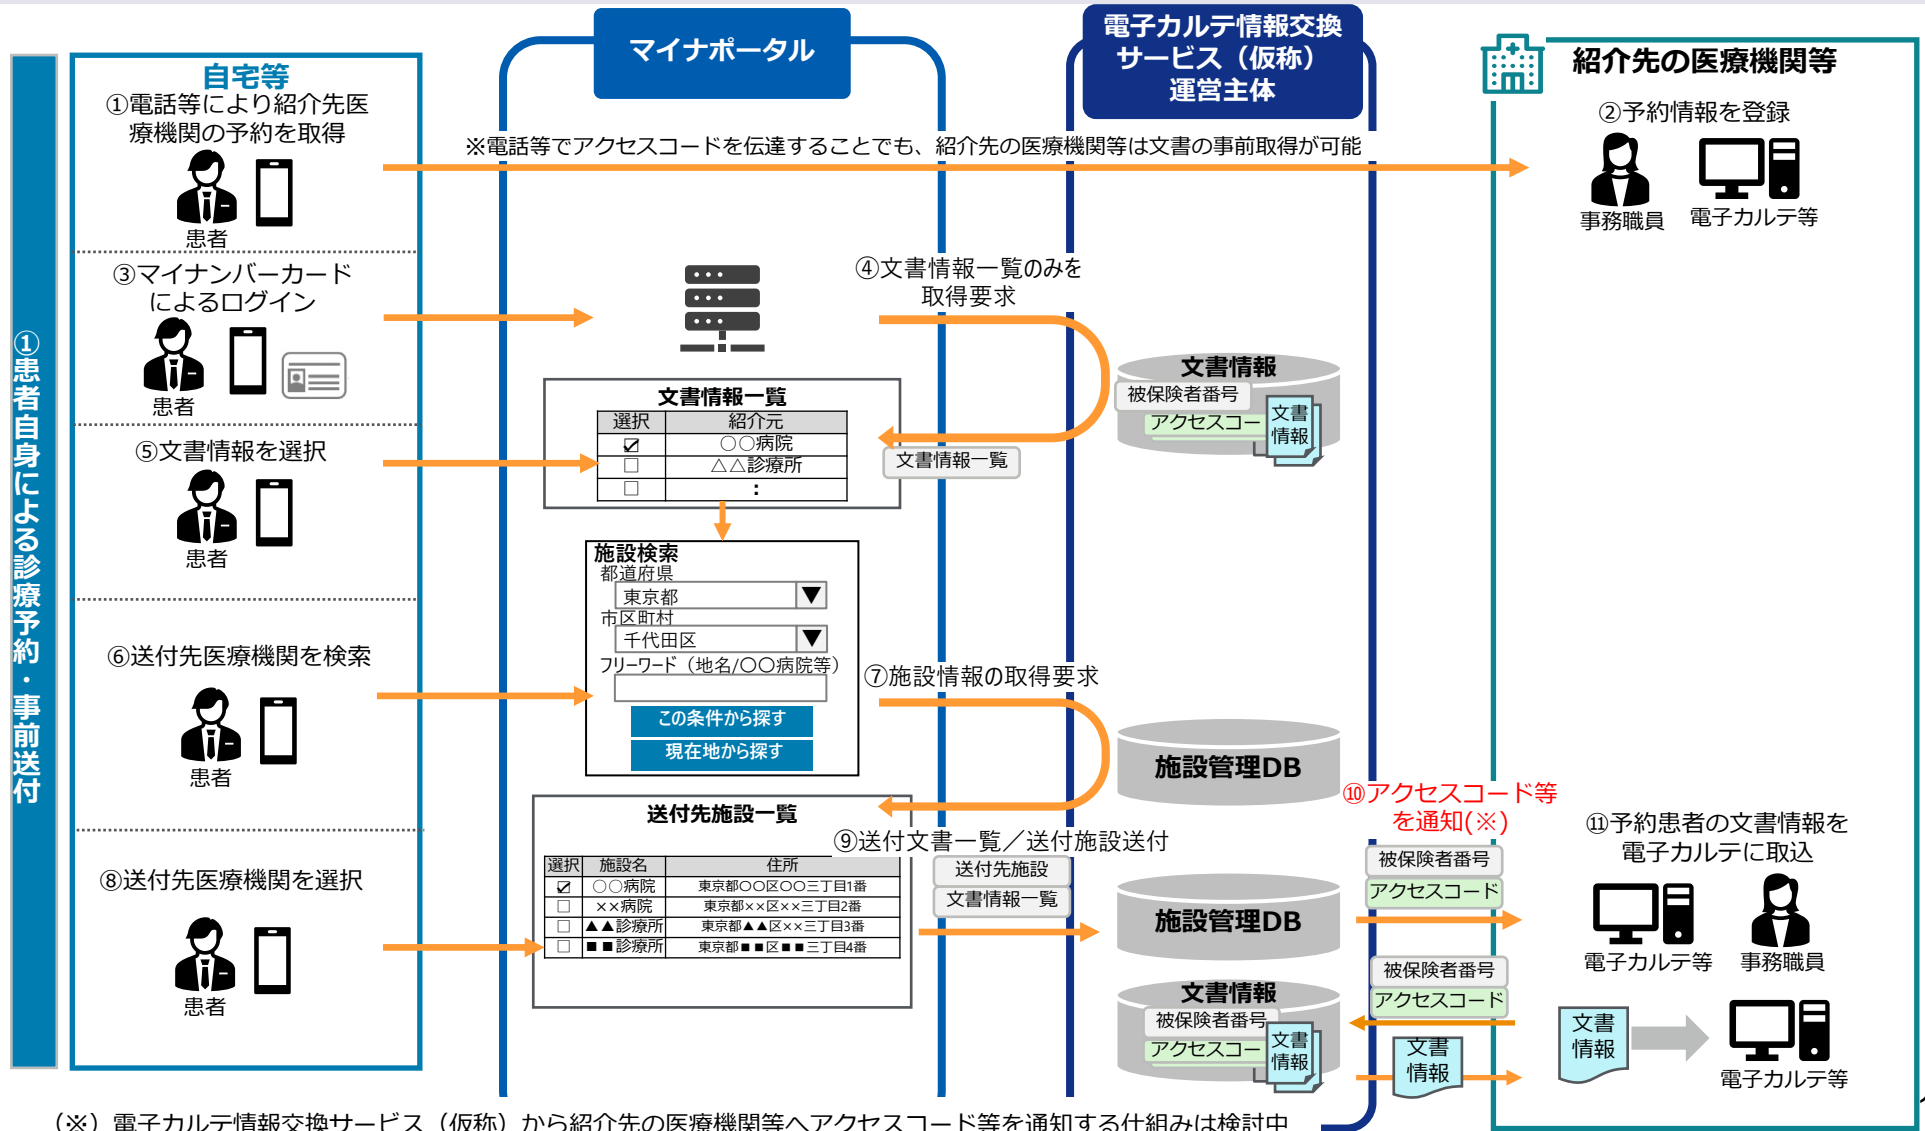 マイナポータル
電子カルテ情報交換
サービス（仮称）
運営主体
紹介先の医療機関等
①患者自身による診療予約・事前送付
自宅等
①電話等により紹介先医
療機関の予約を取得
患者
※電話等でアクセスコードを伝達することでも、紹介先の医療機関等は文書の事前取得が可能
②予約情報を登録
事務職員
電子カルテ等
③マイナンバーカード
によるログイン
患者
④文書情報一覧のみを
取得要求
文書情報
被保険者番号
アクセスコー
文書
情報
文書情報一覧
選択 紹介元
☑ 〇〇病院
□ △△診療所
□ ：
文書情報一覧
⑤文書情報を選択
患者
施設検索
都道府県
東京都 ▼
市区町村
千代田区 ▼
フリーワード（地名/〇〇病院等）
この条件から探す
現在地から探す
⑥送付先医療機関を検索
患者
⑦施設情報の取得要求
施設管理DB
送付先施設一覧
選択 施設名 住所
☑ 〇〇病院 東京都〇〇区〇〇三丁目1番
□ ××病院 東京都××区××三丁目2番
□ ▲▲診療所 東京都▲▲区××三丁目3番
□ ■■診療所 東京都■■区■■三丁目4番
⑧送付先医療機関を選択
患者
⑨送付文書一覧／送付施設送付
送付先施設
文書情報一覧
施設管理DB
⑩アクセスコード等
を通知(※)
被保険者番号
アクセスコード
⑪予約患者の文書情報を
電子カルテに取込
電子カルテ等
事務職員
文書情報
被保険者番号
アクセスコー
文書
情報
被保険者番号
アクセスコード
文書
情報
文書
情報
電子カルテ等
（※）電子カルテ情報交換サービス（仮称）から紹介先の医療機関等へアクセスコード等を通知する仕組みは検討中